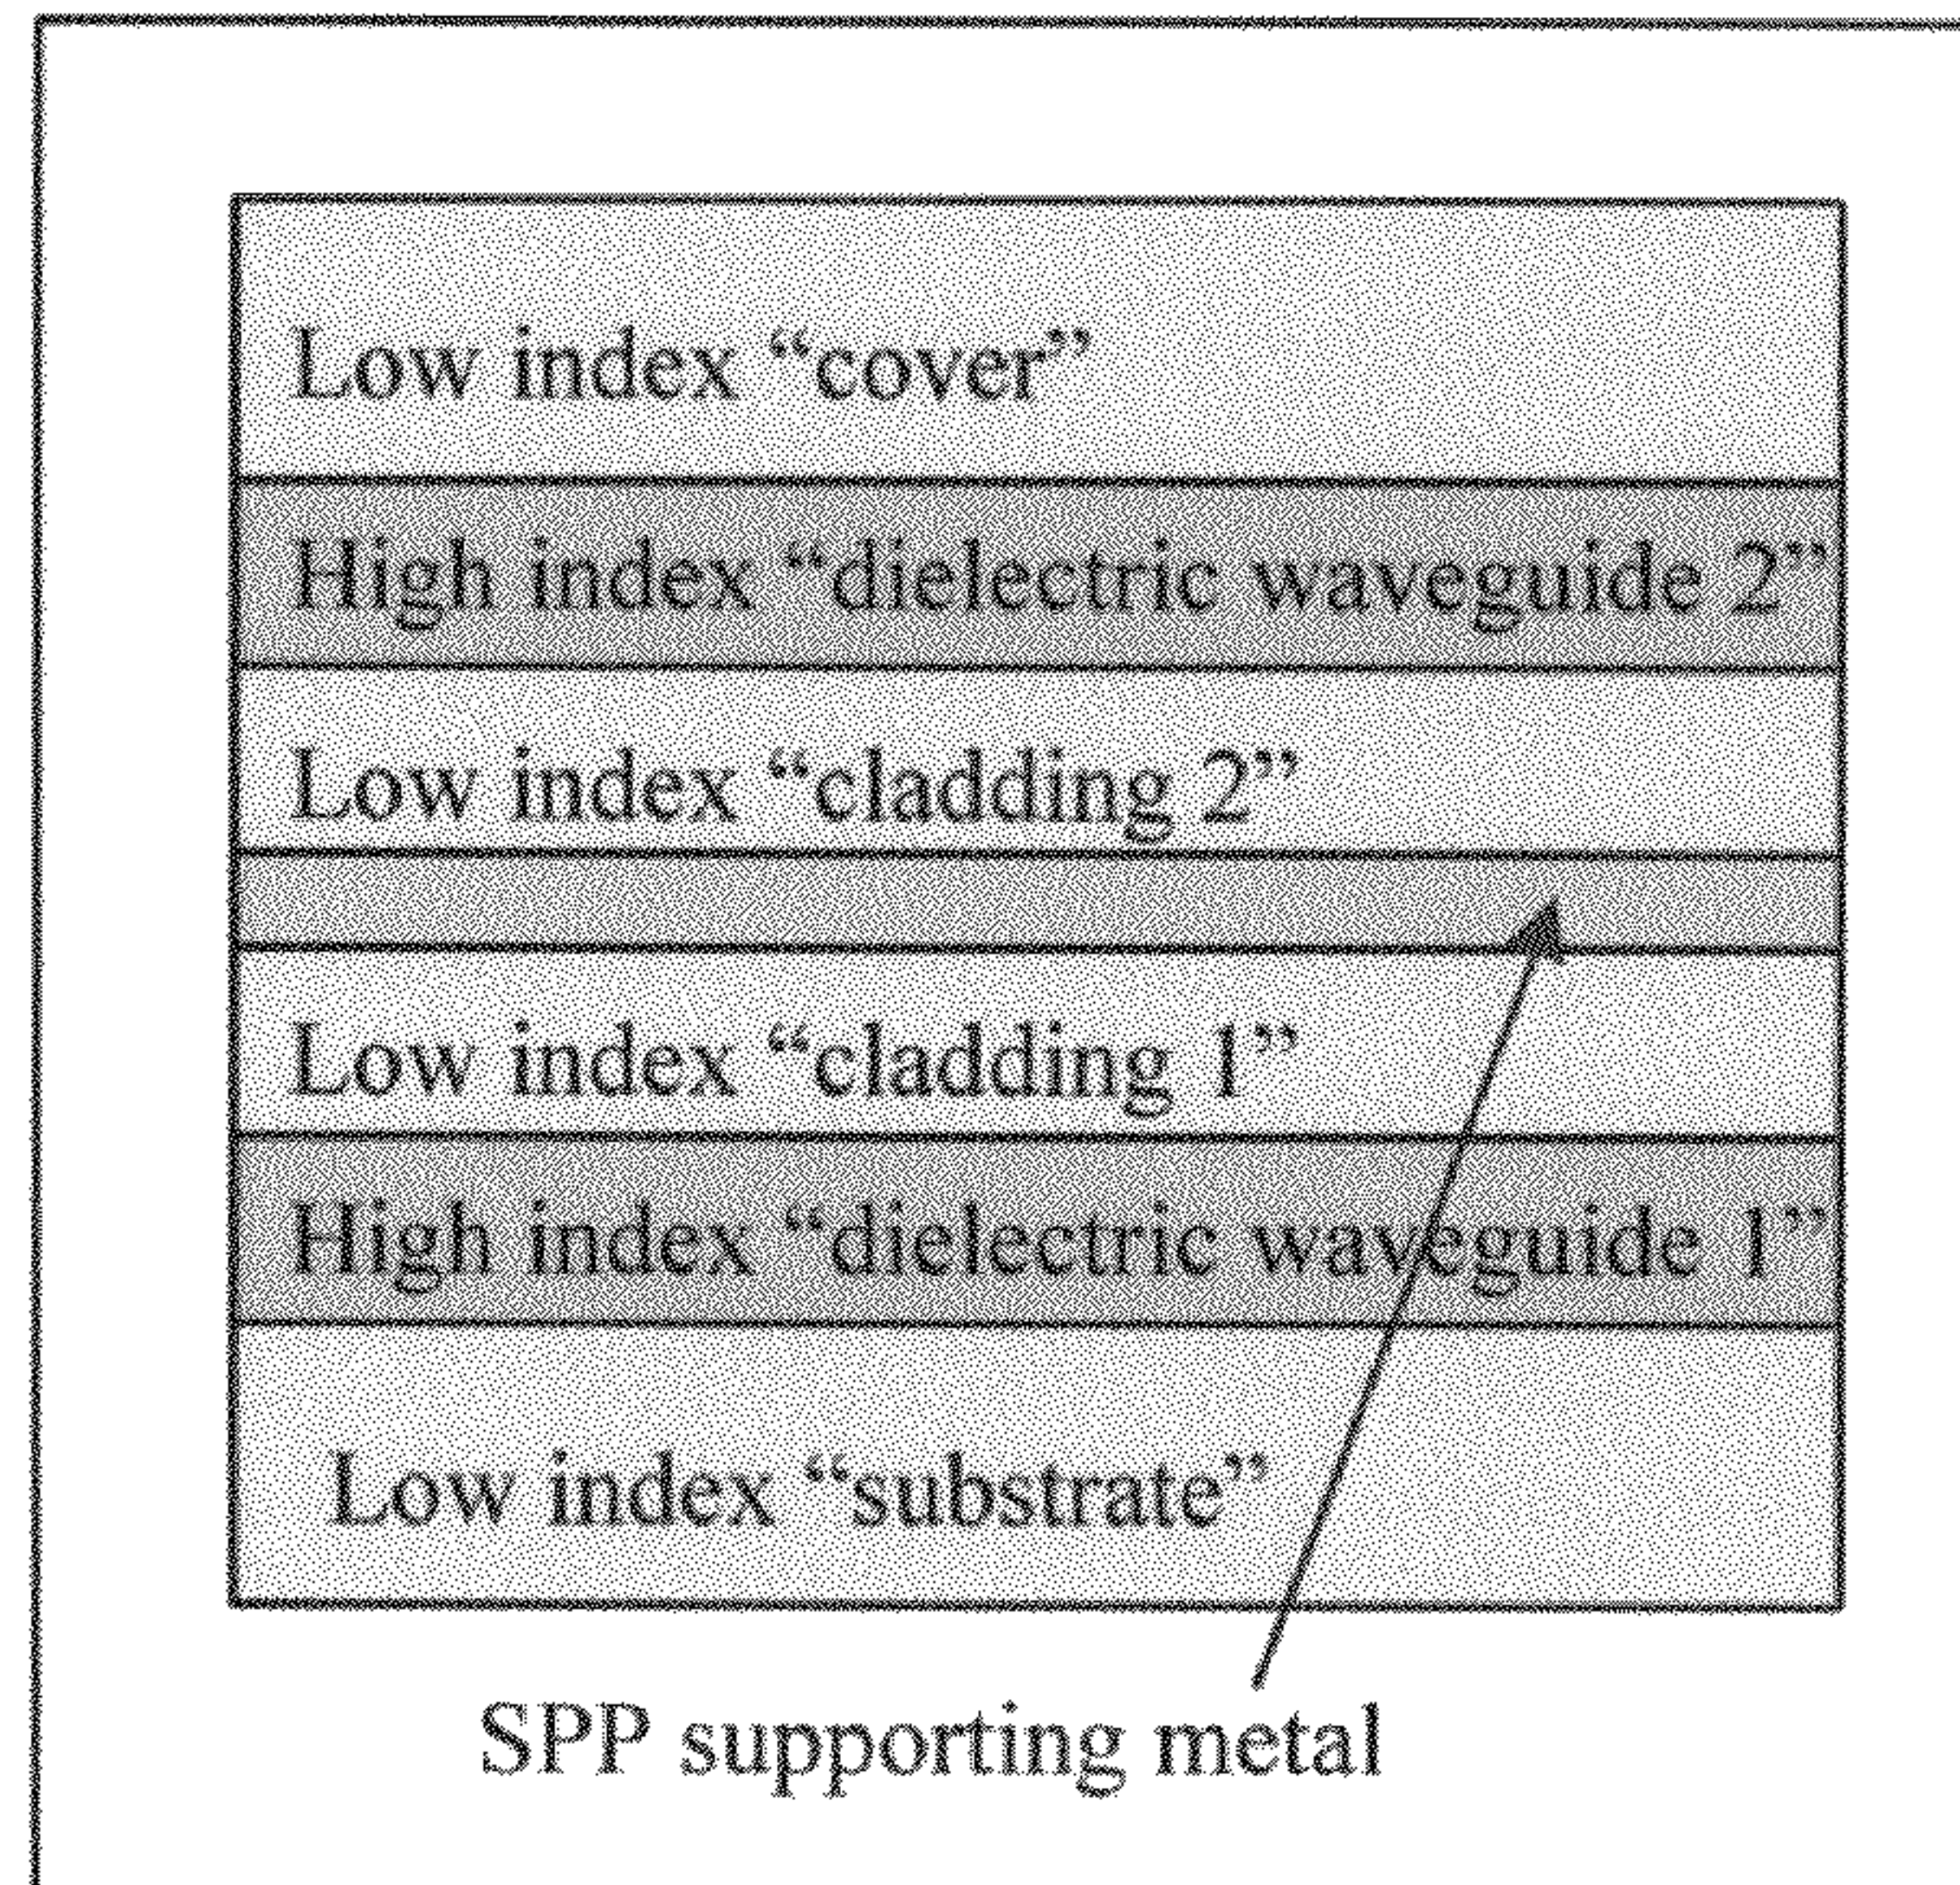 Low index “cover”
High index “dielectric waveguide 2”
Low index “cladding 2”
Low index “cladding 1”
High index “dielectric waveguide 1”
Low index “substrate”
SPP supporting metal